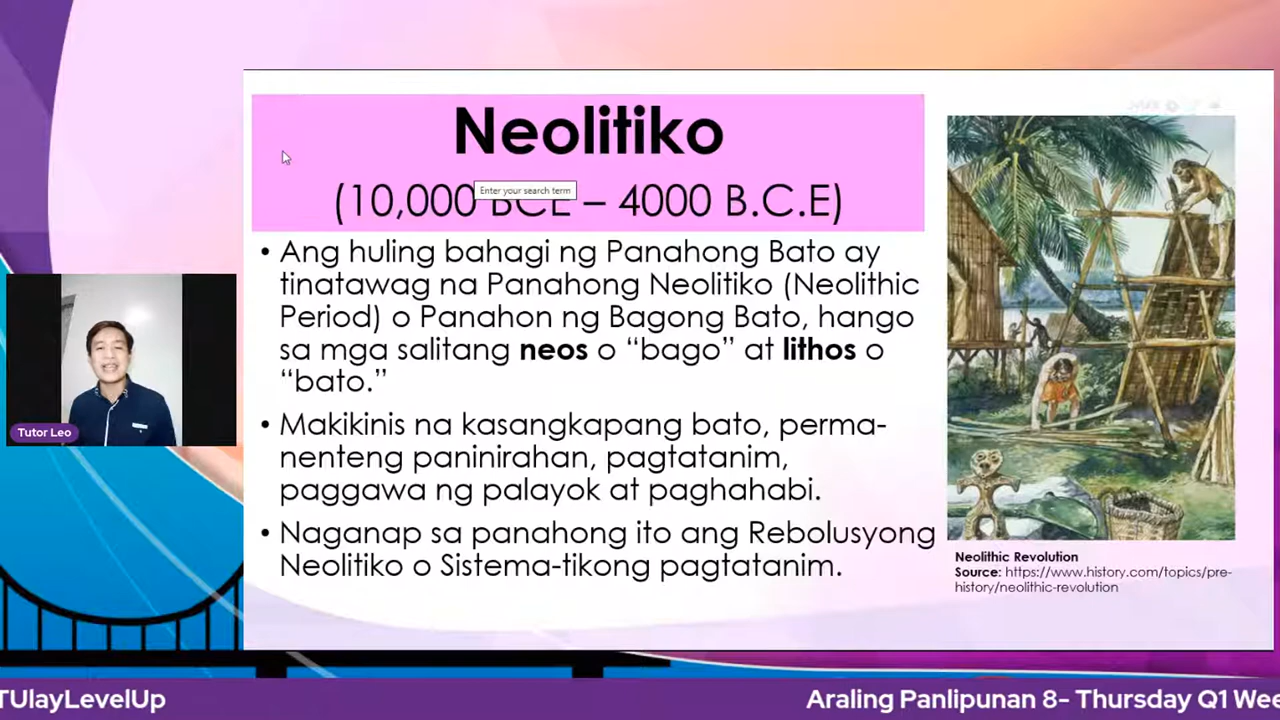 Neolitiko
(10,000 BCE – 4000 B.C.E)
Enter your search term
• Ang huling bahagi ng Panahong Bato ay
tinatawag na Panahong Neolitiko (Neolithic
Period) o Panahon ng Bagong Bato, hango
sa mga salitang neos o “bago” at lithos o
“bato.”
• Makikinis na kasangkapang bato, perma-
nenteng paninirahan, pagtatanim,
paggawa ng palayok at paghahabi.
• Naganap sa panahong ito ang Rebolusyong
Neolitiko o Sistema-tikong pagtatanim.
Neolithic Revolution
Source: https://www.history.com/topics/pre-
history/neolithic-revolution
Tutor Leo
TUlayLevelUp
Araling Panlipunan 8- Thursday Q1 Wee